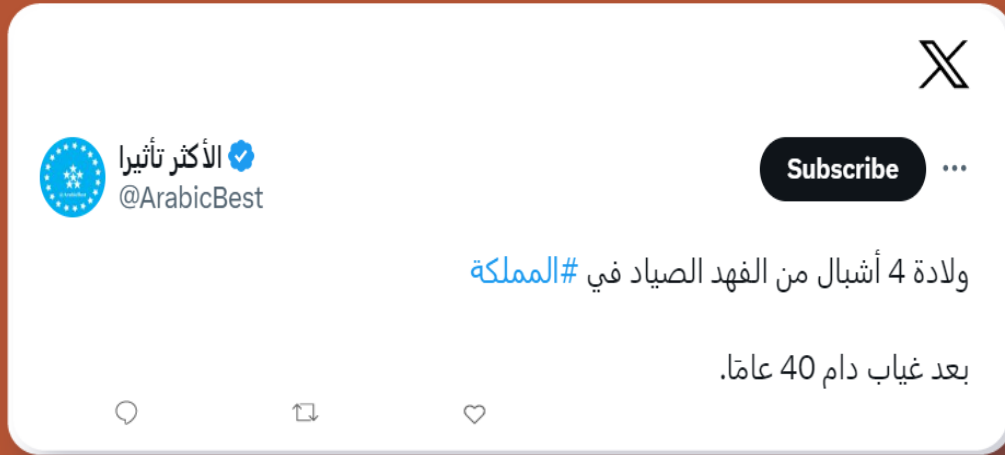 الأكثر تأثيرا
@ArabicBest
Subscribe
ولادة 4 أشبال من الفهد الصياد في #المملكة
بعد غياب دام 40 عامًا.